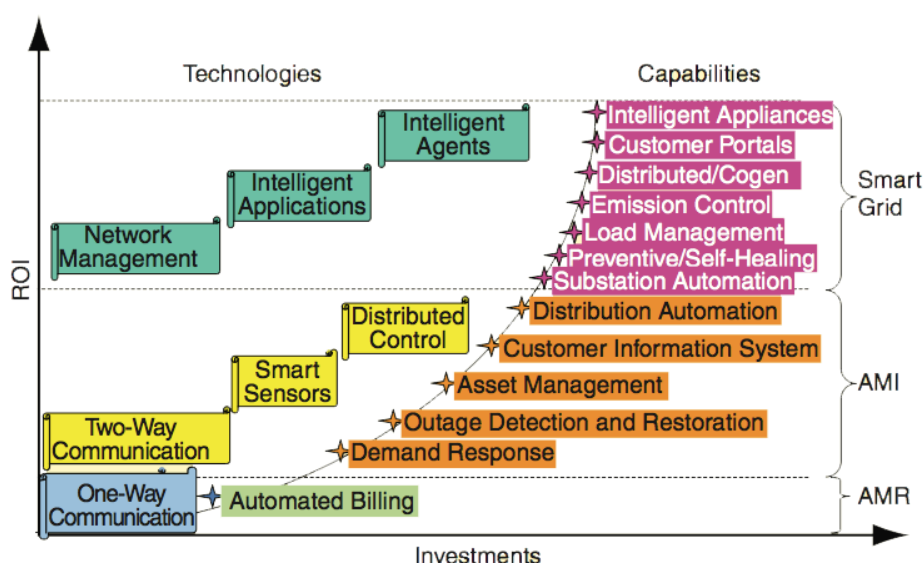 Technologies
Capabilities
Intelligent
Agents
Intelligent
Applications
Network
Management
Intelligent Appliances
Customer Portals
Distributed/Cogen
Emission Control
Load Management
Preventive/Self-Healing
Substation Automation
Smart
Grid
ROI
Distributed
Control
Smart
Sensors
Two-Way
Communication
Distribution Automation
Customer Information System
Asset Management
Outage Detection and Restoration
Demand Response
AMI
One-Way
Communication
Automated Billing
AMR
Investments